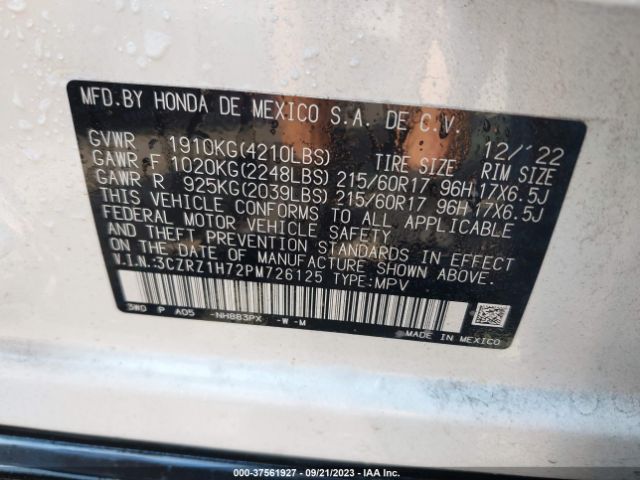 MFD.BY HONDA DE MEXICO S.A. DE C.V.
12/'22
GVWR 1910KG(4210LBS) TIRE SIZE RIM SIZE
GAWR F 1020KG(2248LBS) 215/60R17 96H 17X6.5J
GAWR R 925KG(2039LBS) 215/60R17 96H 17X6.5J
THIS VEHICLE CONFORMS TO ALL APPLICABLE
FEDERAL MOTOR VEHICLE SAFETY, BUMPER,
AND THEFT PREVENTION STANDARDS IN EFFECT
ON THE DATE OF MANUFACTURE SHOWN ABOVE.
V.I.N.:3CZRZ1H72PM726125 TYPE:MPV
3W0 P A05 -NH883PX -W -M
MADE IN MEXICO
000-37561927 - 09/21/2023 - IAA Inc.